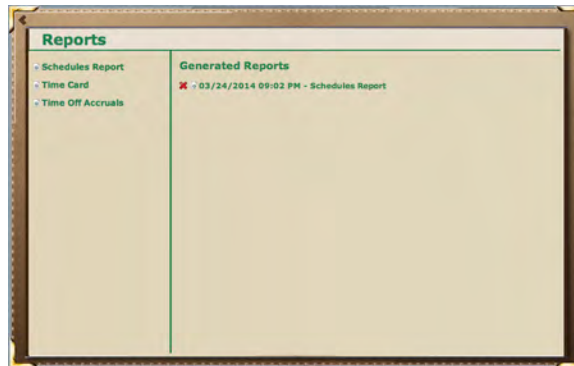 Reports
Schedules Report
Time Card
Time Off Accruals
Generated Reports
03/24/2014 09:02 PM - Schedules Report